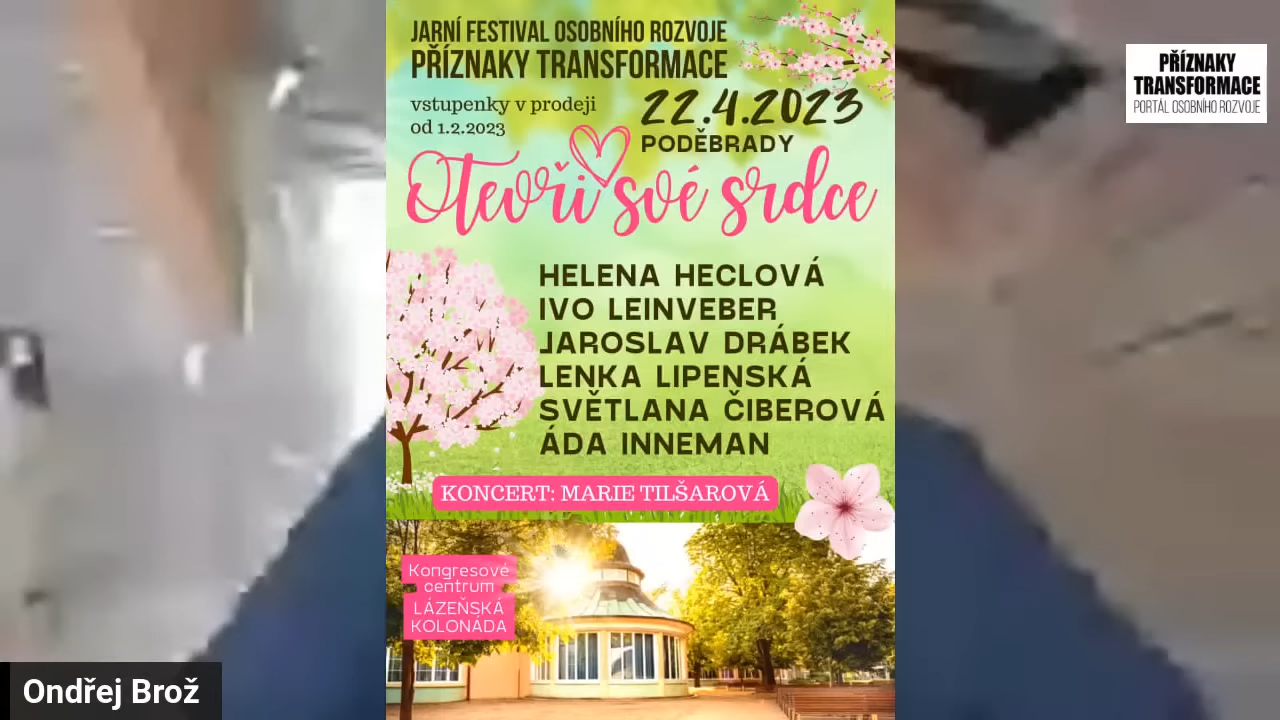 JARNÍ FESTIVAL OSOBNÍHO ROZVOJE
PŘÍZNAKY TRANSFORMACE
vstupenky v prodeji
od 1.2.2023
22.4.2023
PODĚBRADY
Otevři své srdce
HELENA HECLOVÁ
IVO LEINVEBER
JAROSLAV DRÁBEK
LENKA LIPENSKÁ
SVĚTLANA ČIBEROVÁ
ÁDA INNEMAN
KONCERT: MARIE TILŠAROVÁ
Kongresové
centrum
LÁZEŇSKÁ
KOLONÁDA
PŘÍZNAKY
TRANSFORMACE
PORTÁL OSOBNÍHO ROZVOJE
Ondřej Brož